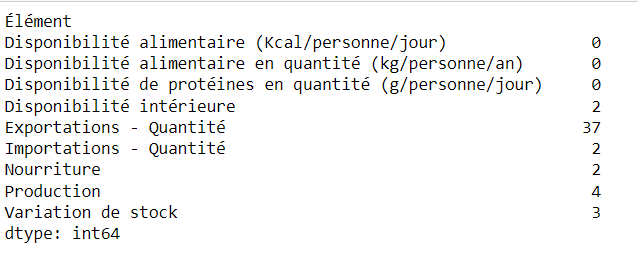 Élément
Disponibilité alimentaire (Kcal/personne/jour) 0
Disponibilité alimentaire en quantité (kg/personne/an) 0
Disponibilité de protéines en quantité (g/personne/jour) 0
Disponibilité intérieure 2
Exportations - Quantité 37
Importations - Quantité 2
Nourriture 2
Production 4
Variation de stock 3
dtype: int64